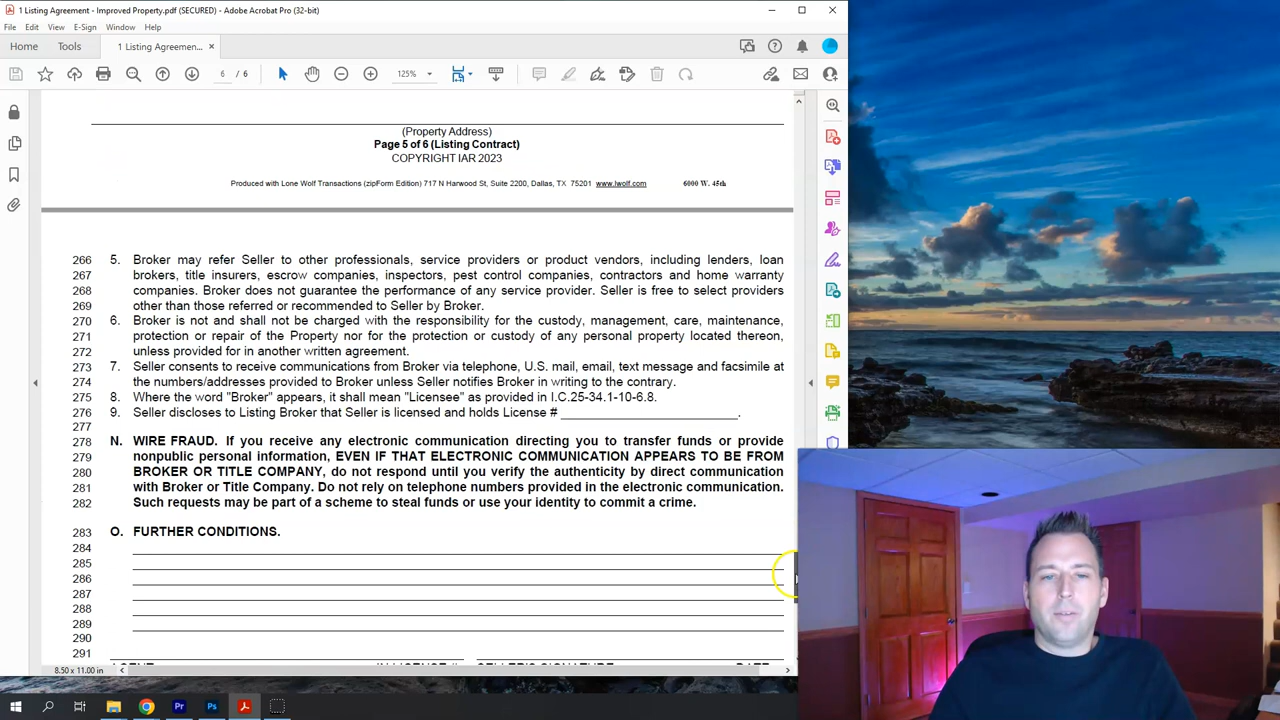 1 Listing Agreement - Improved Property.pdf (SECURED) - Adobe Acrobat Pro (32-bit)
File Edit View E-Sign Window Help
Home Tools 1 Listing Agreemen... ×
6 / 6 125%
(Property Address)
Page 5 of 6 (Listing Contract)
COPYRIGHT IAR 2023
Produced with Lone Wolf Transactions (zipForm Edition) 717 N Harwood St, Suite 2200, Dallas, TX 75201 www.lwolf.com 6000 W. 45th
266 5. Broker may refer Seller to other professionals, service providers or product vendors, including lenders, loan
267 brokers, title insurers, escrow companies, inspectors, pest control companies, contractors and home warranty
268 companies. Broker does not guarantee the performance of any service provider. Seller is free to select providers
269 other than those referred or recommended to Seller by Broker.
270 6. Broker is not and shall not be charged with the responsibility for the custody, management, care, maintenance,
271 protection or repair of the Property nor for the protection or custody of any personal property located thereon,
272 unless provided for in another written agreement.
273 7. Seller consents to receive communications from Broker via telephone, U.S. mail, email, text message and facsimile at
274 the numbers/addresses provided to Broker unless Seller notifies Broker in writing to the contrary.
275 8. Where the word "Broker" appears, it shall mean "Licensee" as provided in I.C.25-34.1-10-6.8.
276 9. Seller discloses to Listing Broker that Seller is licensed and holds License # ____________________.
277
278 N. WIRE FRAUD. If you receive any electronic communication directing you to transfer funds or provide
279 nonpublic personal information, EVEN IF THAT ELECTRONIC COMMUNICATION APPEARS TO BE FROM
280 BROKER OR TITLE COMPANY, do not respond until you verify the authenticity by direct communication
281 with Broker or Title Company. Do not rely on telephone numbers provided in the electronic communication.
282 Such requests may be part of a scheme to steal funds or use your identity to commit a crime.
283 O. FURTHER CONDITIONS.
284
285
286
287
288
289
290
291
AGENT IN LICENSE # SELLER'S SIGNATURE DATE
8.50 x 11.00 in